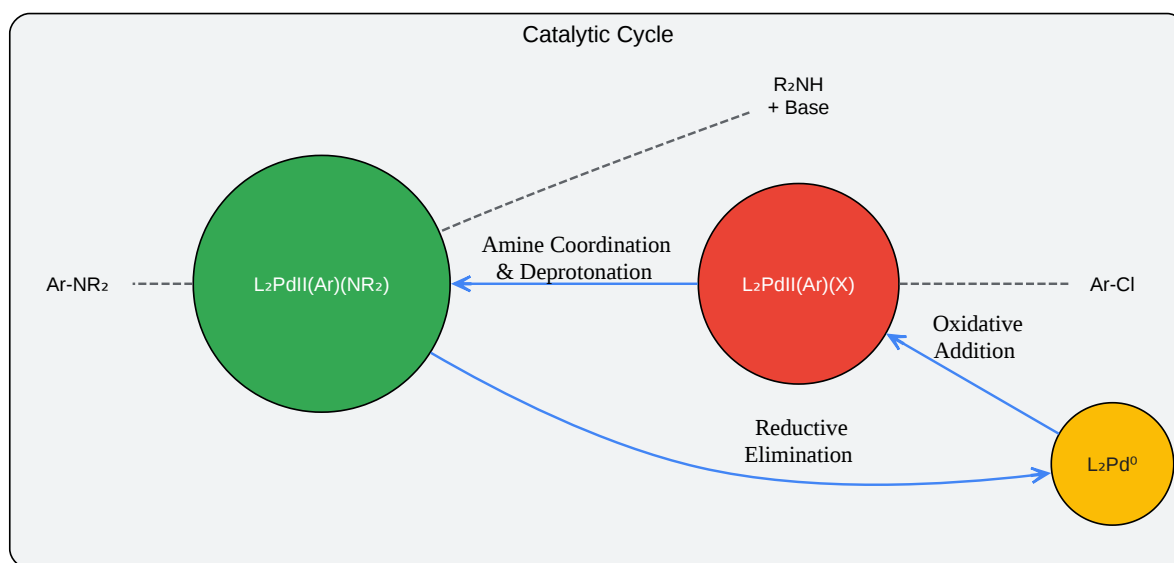 Catalytic Cycle
R₂NH
+ Base
Amine Coordination
& Deprotonation
Ar-NR₂
L₂PdII(Ar)(NR₂)
L₂PdII(Ar)(X)
Ar-Cl
Oxidative
Addition
Reductive
Elimination
L₂Pd⁰